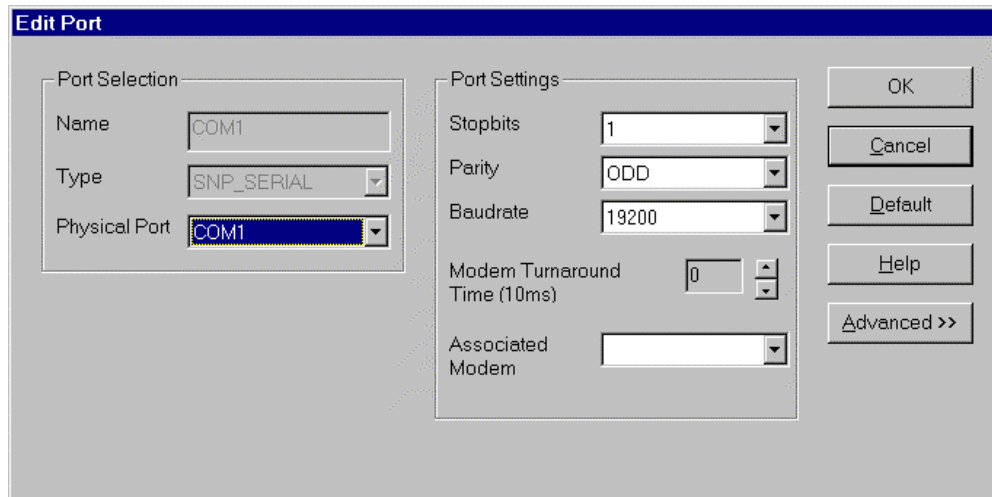 Edit Port
Port Selection
Name
COM1
Type
SNP_SERIAL
Physical Port
COM1
Port Settings
Stopbits
1
Parity
ODD
Baudrate
19200
Modem Turnaround
Time (10ms)
0
Associated
Modem
OK
Cancel
Default
Help
Advanced >>